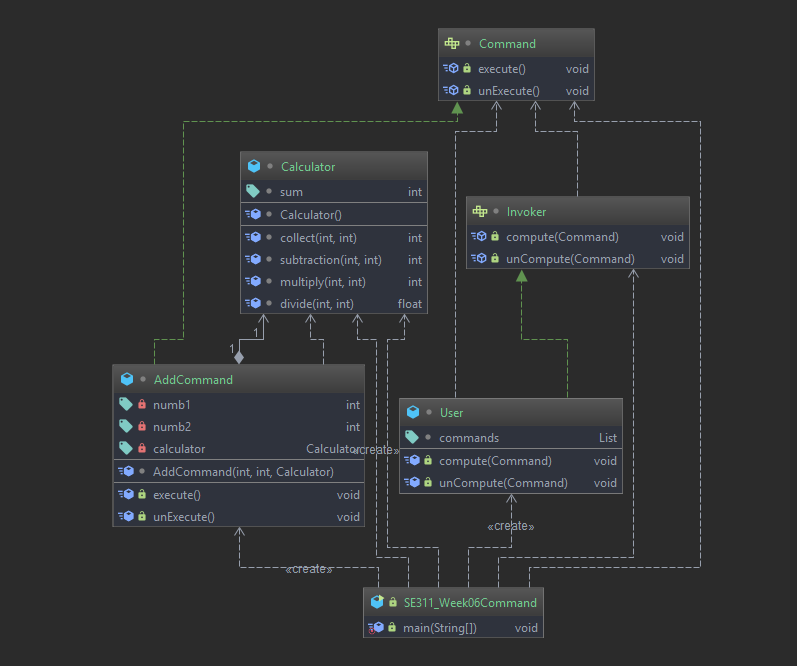 Command
execute() void
unExecute() void
Calculator
sum int
Calculator()
collect(int, int) int
subtraction(int, int) int
multiply(int, int) int
divide(int, int) float
Invoker
compute(Command) void
unCompute(Command) void
1
1
AddCommand
numb1 int
numb2 int
calculator Calculator
AddCommand(int, int, Calculator)
execute() void
unExecute() void
«create»
User
commands List
compute(Command) void
unCompute(Command) void
«create»
«create»
SE311_Week06Command
main(String[]) void